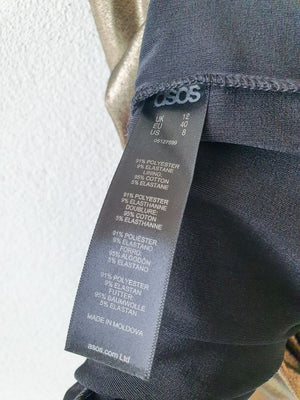 asos
UK 12
EU 40
US 8
91% POLYESTER
9% ELASTANE
LINING:
95% COTTON
5% ELASTANE
91% POLYESTER
9% ELASTHANNE
DOUBLURE:
95% COTON
5% ELASTHANNE
91% POLIÉSTER
9% ELASTANO
FORRO:
95% ALGODÓN
5% ELASTANO
91% POLYESTER
9% ELASTAN
FUTTER:
95% BAUMWOLLE
5% ELASTAN
MADE IN MOLDOVA
asos.com Ltd